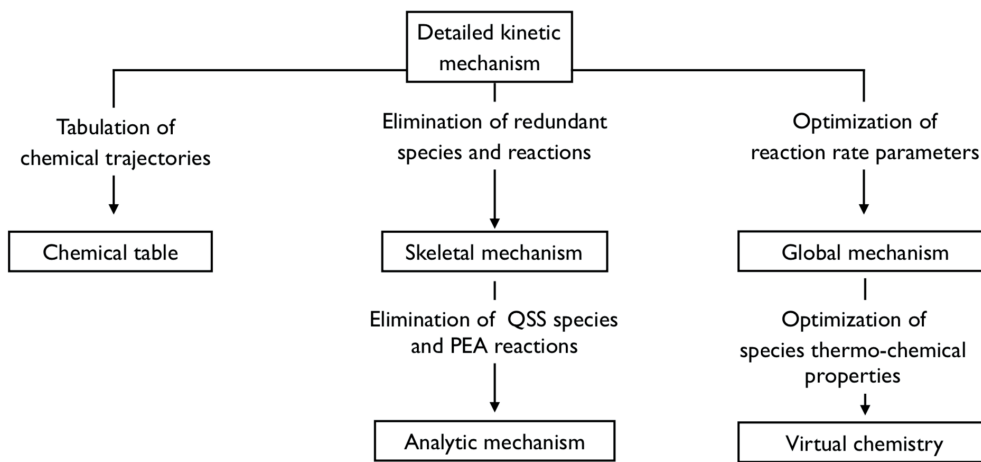 Detailed kinetic
mechanism
Tabulation of
chemical trajectories
Elimination of redundant
species and reactions
Optimization of
reaction rate parameters
Chemical table
Skeletal mechanism
Global mechanism
Elimination of QSS species
and PEA reactions
Optimization of
species thermo-chemical
properties
Analytic mechanism
Virtual chemistry